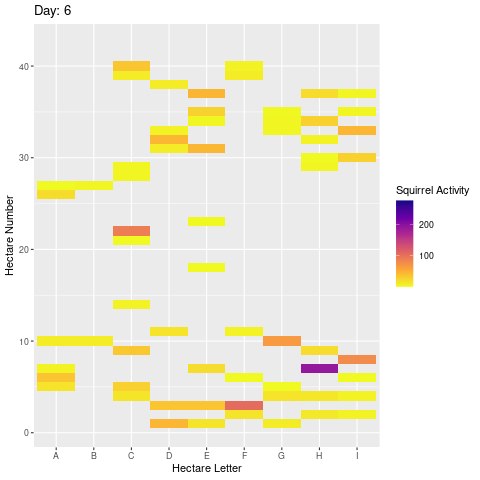 Day: 6
Hectare Number
40
30
20
10
0
A B C D E F G H I
Hectare Letter
Squirrel Activity
200
100